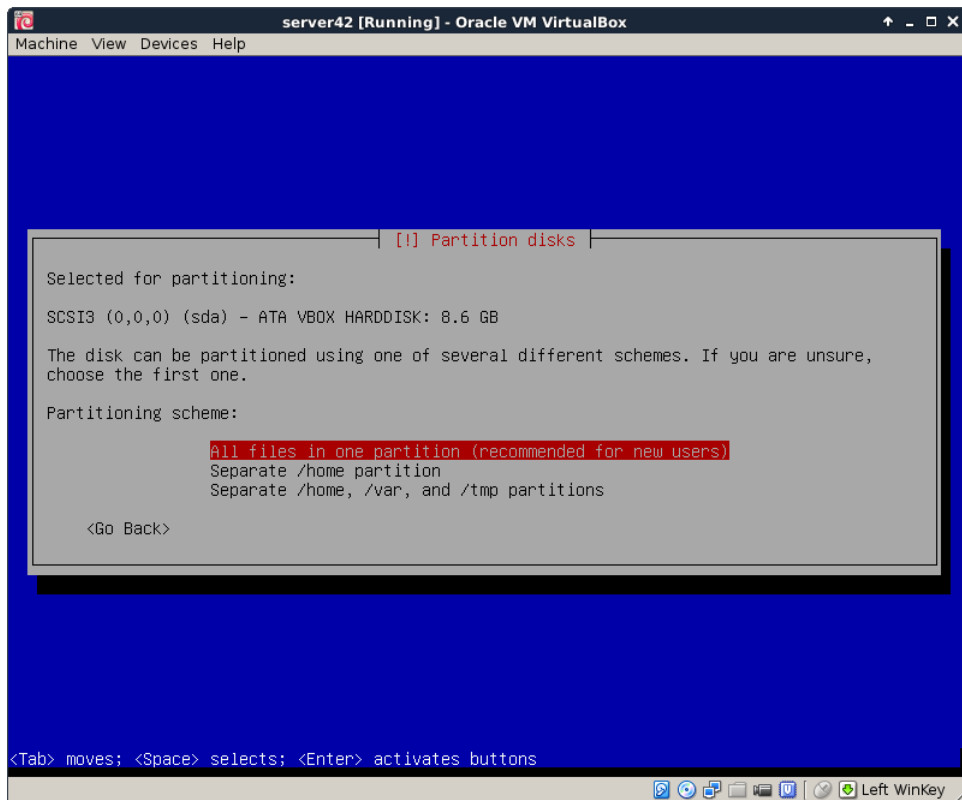 server42 [Running] - Oracle VM VirtualBox
Machine View Devices Help
[!] Partition disks
Selected for partitioning:
SCSI3 (0,0,0) (sda) - ATA VBOX HARDDISK: 8.6 GB
The disk can be partitioned using one of several different schemes. If you are unsure,
choose the first one.
Partitioning scheme:
All files in one partition (recommended for new users)
Separate /home partition
Separate /home, /var, and /tmp partitions
<Go Back>
<Tab> moves; <Space> selects; <Enter> activates buttons
Left WinKey